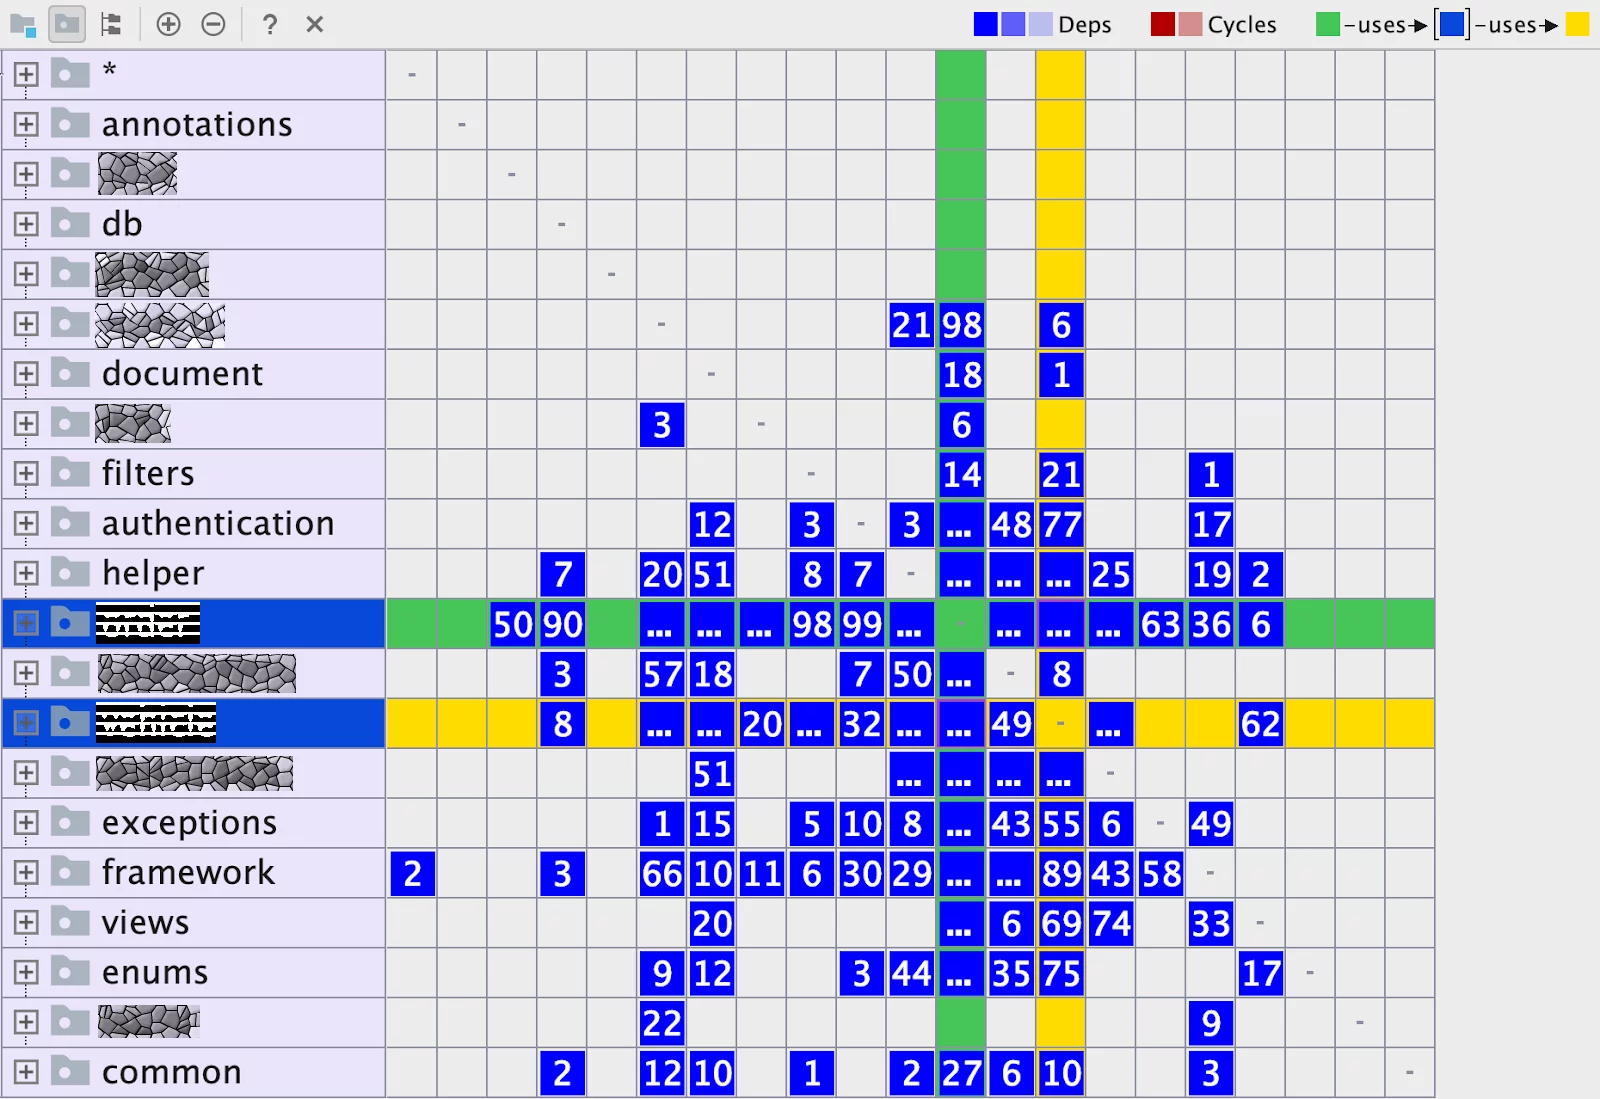 ? × Deps Cycles -uses→[ ]-uses→
* -
annotations -
-
db -
-
- 21 98 6
document - 18 1
3 - 6
filters - 14 21 1
authentication 12 3 - 3 ... 48 77 17
helper 7 20 51 8 7 - ... ... ... 25 19 2
50 90 ... ... ... 98 99 ... - ... ... ... 63 36 6
3 57 18 7 50 ... - 8
8 ... ... 20 ... 32 ... ... 49 - ... 62
51 ... ... ... ... -
exceptions 1 15 5 10 8 ... 43 55 6 - 49
framework 2 3 66 10 11 6 30 29 ... ... 89 43 58 -
views 20 ... 6 69 74 33 -
enums 9 12 3 44 ... 35 75 17 -
22 9 -
common 2 12 10 1 2 27 6 10 3 -